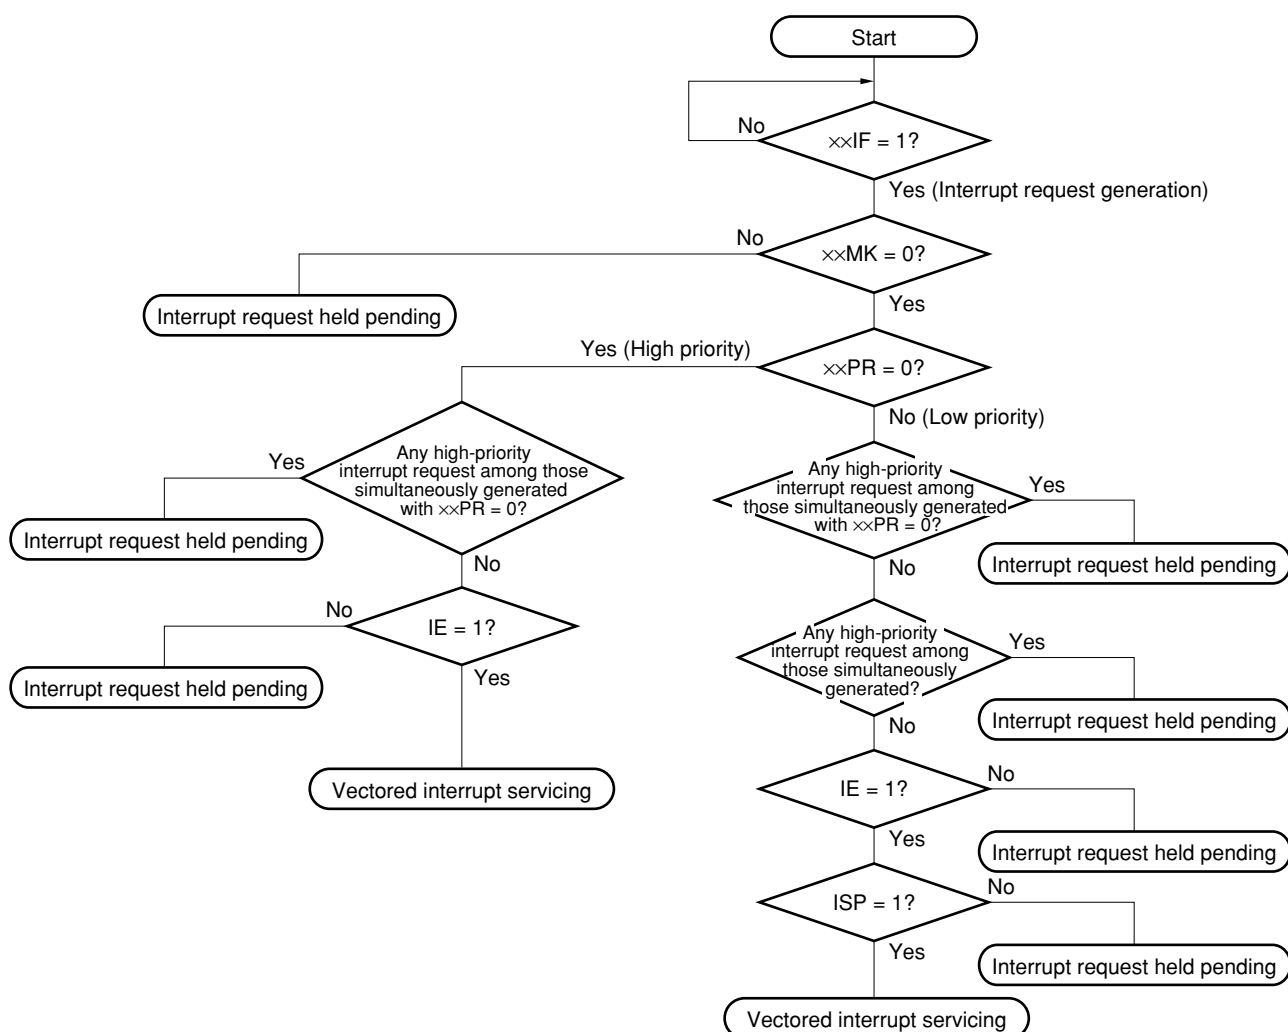 Start
No
××IF = 1?
Yes (Interrupt request generation)
No
××MK = 0?
Interrupt request held pending
Yes
Yes (High priority)
××PR = 0?
No (Low priority)
Yes
Any high-priority
interrupt request among those
simultaneously generated
with ××PR = 0?
Any high-priority
interrupt request among
those simultaneously generated
with ××PR = 0?
Yes
Interrupt request held pending
Interrupt request held pending
No
No
No
IE = 1?
Any high-priority
interrupt request among
those simultaneously
generated?
Yes
Interrupt request held pending
Yes
Interrupt request held pending
No
Vectored interrupt servicing
IE = 1?
No
Yes
Interrupt request held pending
ISP = 1?
No
Yes
Interrupt request held pending
Vectored interrupt servicing